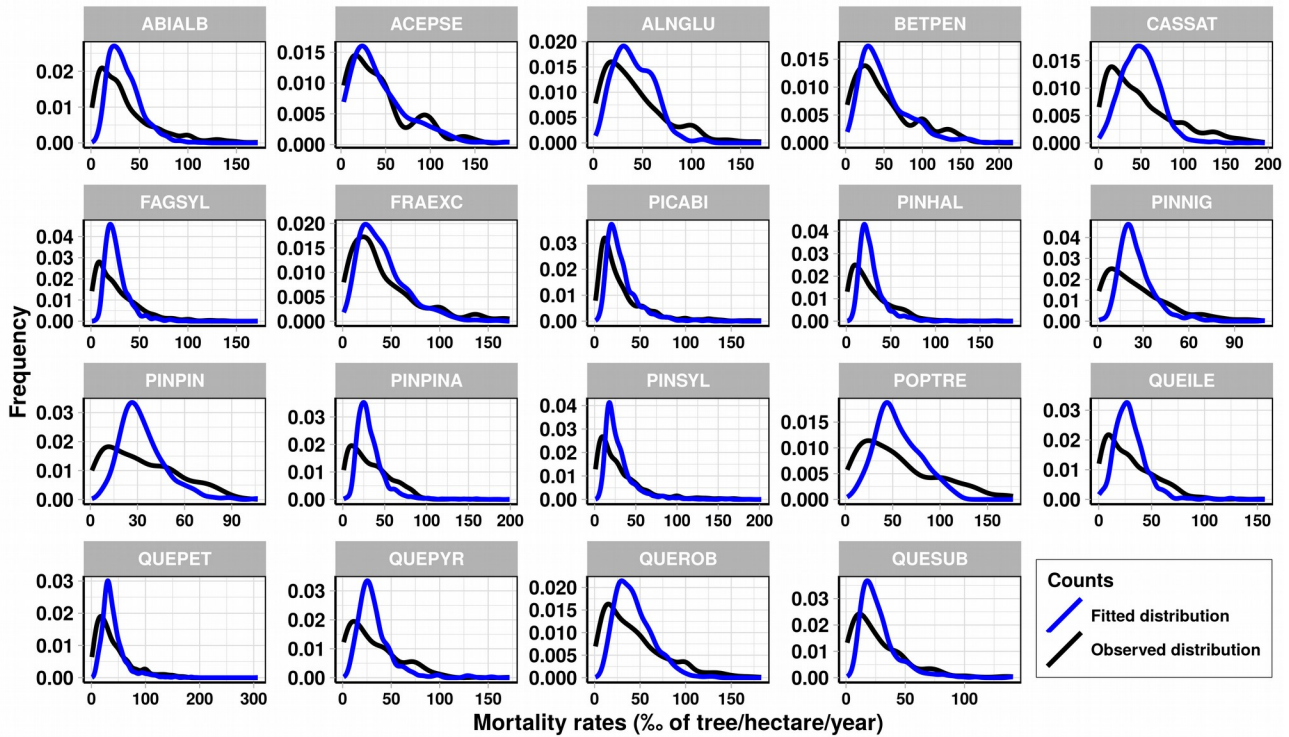 ABIALB ACEPSE ALNGLU BETPEN CASSAT
0.02 0.01 0.00
0 50 100 150
0.015 0.010 0.005 0.000
0 50 100 150
0.020 0.015 0.010 0.005 0.000
0 50 100 150
0.015 0.010 0.005 0.000
0 50 100 150 200
0.015 0.010 0.005 0.000
0 50 100 150 200
FAGSYL FRAEXC PICABI PINHAL PINNIG
0.04 0.03 0.02 0.01 0.00
0 50 100 150
0.020 0.015 0.010 0.005 0.000
0 50 100 150
0.03 0.02 0.01 0.00
0 50 100 150
0.04 0.03 0.02 0.01 0.00
0 50 100 150
0.04 0.03 0.02 0.01 0.00
0 30 60 90
Frequency
PINPIN PINPINA PINSYL POPTRE QUEILE
0.03 0.02 0.01 0.00
0 30 60 90
0.03 0.02 0.01 0.00
0 50 100 150 200
0.04 0.03 0.02 0.01 0.00
0 50 100 150 200
0.015 0.010 0.005 0.000
0 50 100 150
0.03 0.02 0.01 0.00
0 50 100 150
QUEPET QUEPYR QUEROB QUESUB
0.03 0.02 0.01 0.00
0 100 200 300
0.03 0.02 0.01 0.00
0 50 100 150
0.020 0.015 0.010 0.005 0.000
0 50 100 150
0.03 0.02 0.01 0.00
0 50 100
Counts
Fitted distribution
Observed distribution
Mortality rates (‰ of tree/hectare/year)